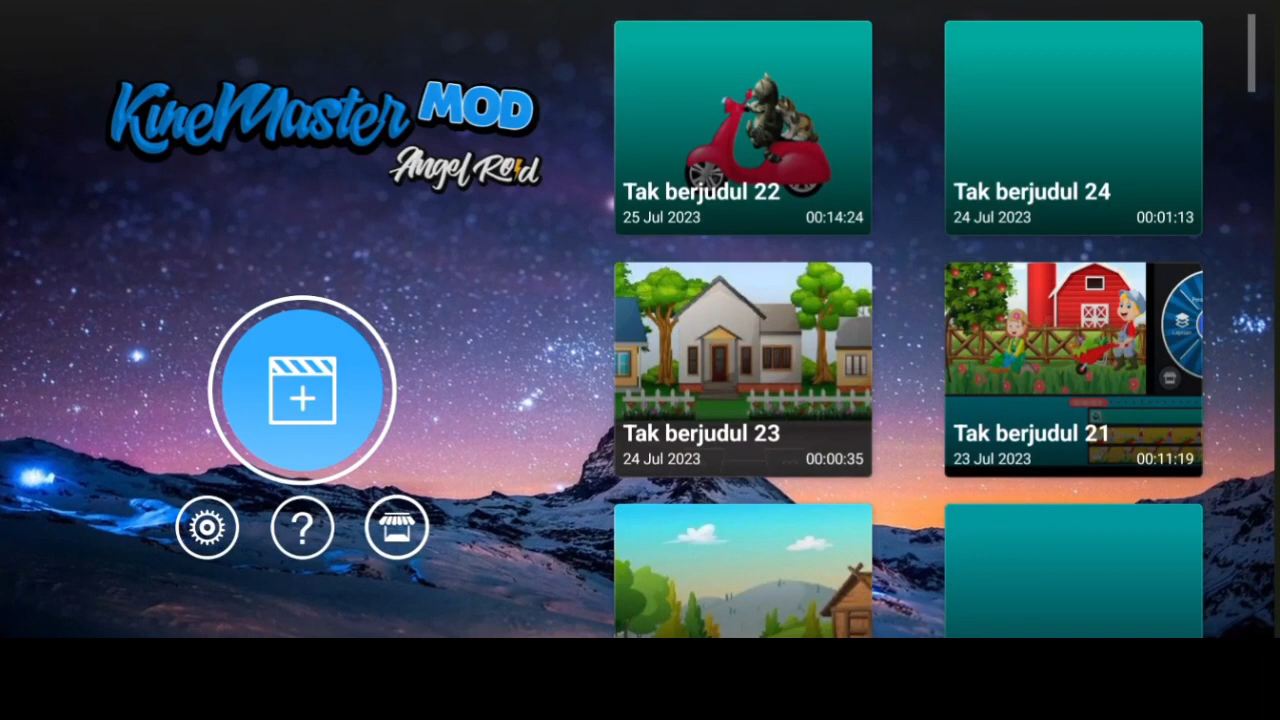 KineMaster MOD
Angel Roid
Tak berjudul 22
25 Jul 2023 00:14:24
Tak berjudul 24
24 Jul 2023 00:01:13
Tak berjudul 23
24 Jul 2023 00:00:35
Tak berjudul 21
23 Jul 2023 00:11:19
?